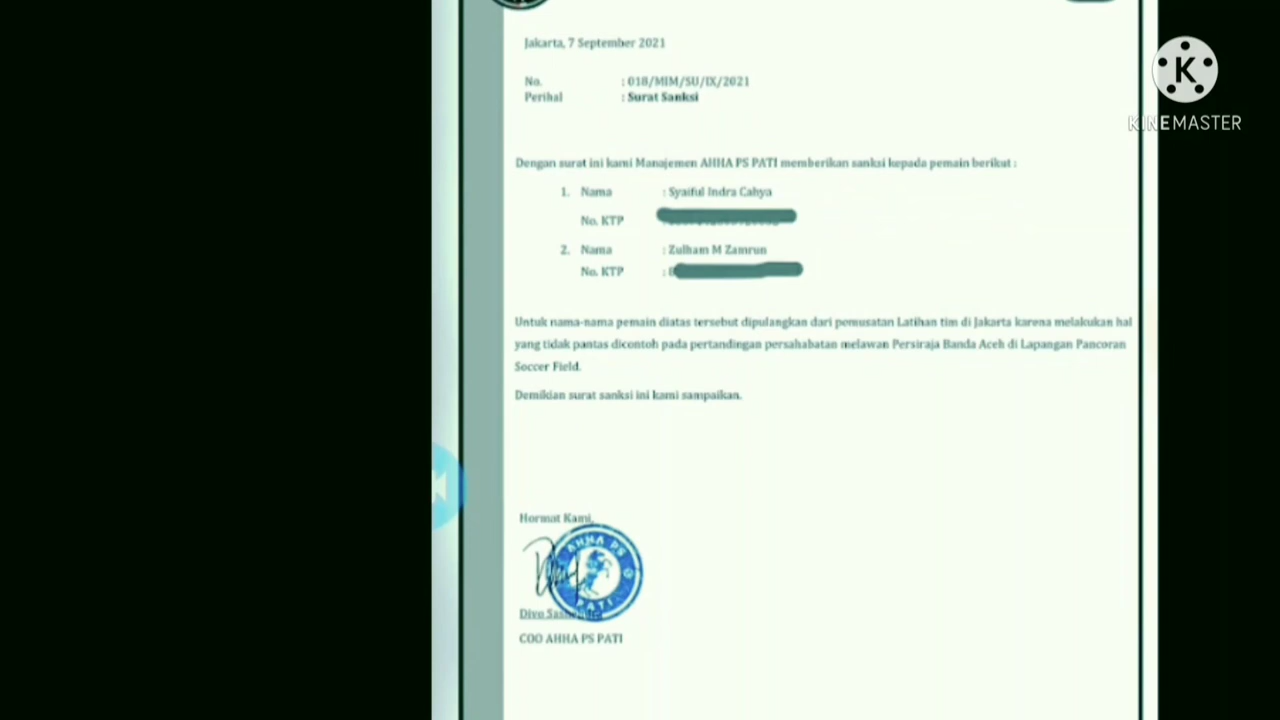 Jakarta, 7 September 2021
No. : 018/MIM/SU/IX/2021
Perihal : Surat Sanksi
Dengan surat ini kami Manajemen AHHA PS PATI memberikan sanksi kepada pemain berikut :
1. Nama : Syaiful Indra Cahya
No. KTP
2. Nama : Zulham M Zamrun
No. KTP :
Untuk nama-nama pemain diatas tersebut dipulangkan dari pemusatan Latihan tim di Jakarta karena melakukan hal
yang tidak pantas dicontoh pada pertandingan persahabatan melawan Persiraja Banda Aceh di Lapangan Pancoran
Soccer Field.
Demikian surat sanksi ini kami sampaikan.
Hormat Kami,
AHHA PS
PATI
Divo
COO AHHA PS PATI
K
KINEMASTER